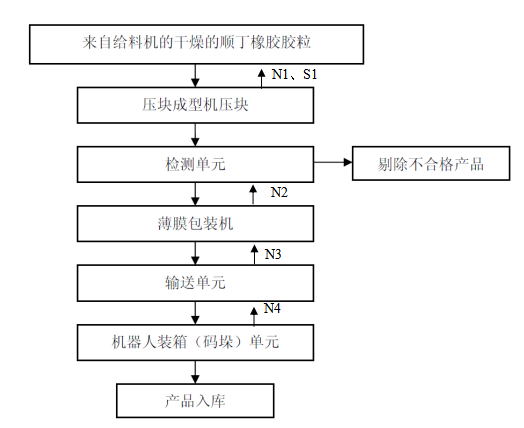 来自给料机的干燥的顺丁橡胶胶粒
N1、S1
压块成型机压块
检测单元
剔除不合格产品
N2
薄膜包装机
N3
输送单元
N4
机器人装箱（码垛）单元
产品入库